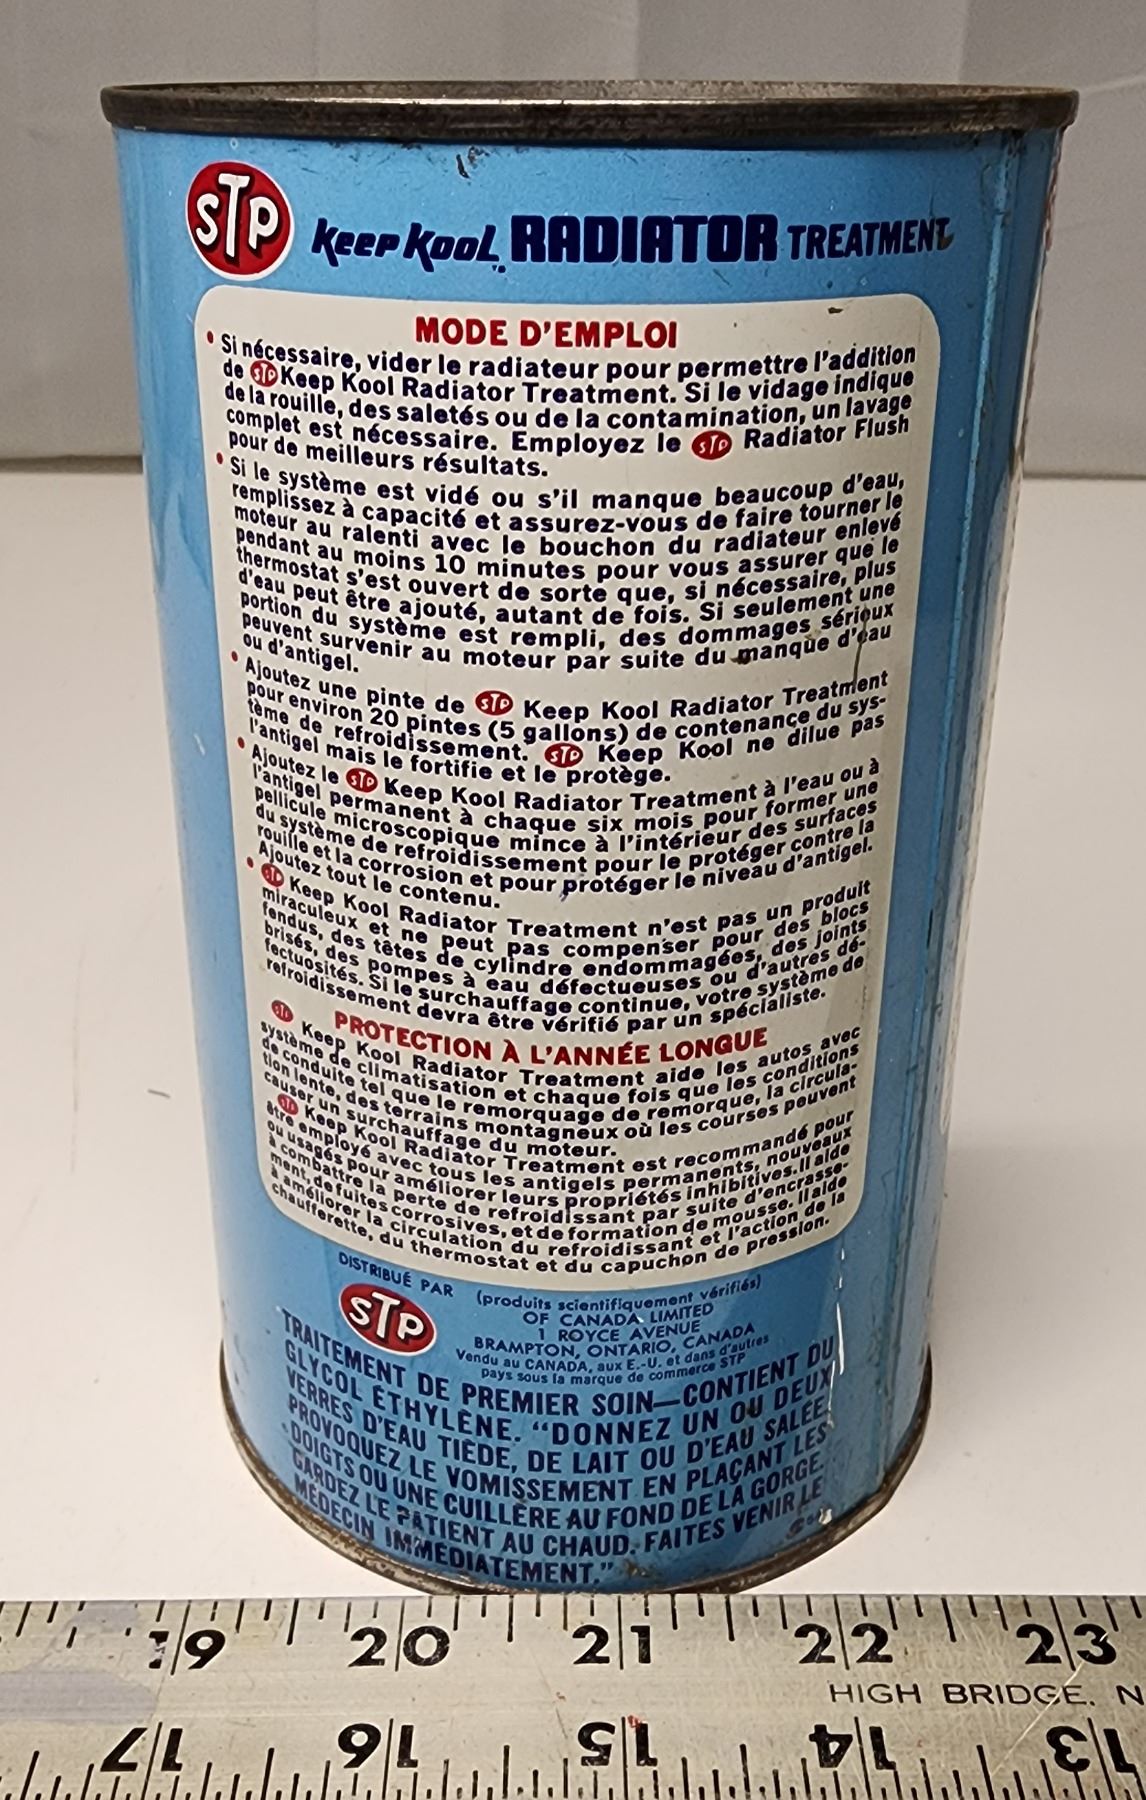 STP Keep Kool RADIATOR TREATMENT
MODE D'EMPLOI
• Si nécessaire, vider le radiateur pour permettre l'addition
de STP Keep Kool Radiator Treatment. Si le vidage indique
de la rouille, des saletés ou de la contamination, un lavage
complet est nécessaire. Employez le STP Radiator Flush
pour de meilleurs résultats.
• Si le système est vidé ou s'il manque beaucoup d'eau,
remplissez à capacité et assurez-vous de faire tourner le
moteur au ralenti avec le bouchon du radiateur enlevé
pendant au moins 10 minutes pour vous assurer que le
thermostat s'est ouvert de sorte que, si nécessaire, plus
d'eau peut être ajouté, autant de fois. Si seulement une
portion du système est rempli, des dommages sérieux
peuvent survenir au moteur par suite du manque d'eau
ou d'antigel.
• Ajoutez une pinte de STP Keep Kool Radiator Treatment
pour environ 20 pintes (5 gallons) de contenance du sys-
tème de refroidissement. STP Keep Kool ne dilue pas
l'antigel mais le fortifie et le protège.
• Ajoutez le STP Keep Kool Radiator Treatment à l'eau ou à
l'antigel permanent à chaque six mois pour former une
pellicule microscopique mince à l'intérieur des surfaces
du système de refroidissement pour le protéger contre la
rouille et la corrosion et pour protéger le niveau d'antigel.
Ajoutez tout le contenu.
• STP Keep Kool Radiator Treatment n'est pas un produit
miraculeux et ne peut pas compenser pour des blocs
fendus, des têtes de cylindre endommagées, des joints
brisés, des pompes à eau défectueuses ou d'autres dé-
fectuosités. Si le surchauffage continue, votre système de
refroidissement devra être vérifié par un spécialiste.
PROTECTION À L'ANNÉE LONGUE
STP Keep Kool Radiator Treatment aide les autos avec
système de climatisation et chaque fois que les conditions
de conduite tel que le remorquage de remorque, la circula-
tion lente, des terrains montagneux où les courses peuvent
causer un surchauffage du moteur.
STP Keep Kool Radiator Treatment est recommandé pour
être employé avec tous les antigels permanents, nouveaux
ou usagés pour améliorer leurs propriétés inhibitives. Il aide
à combattre la perte de refroidissant par suite d'encrasse-
ment, de fuites corrosives, et de formation de mousse. Il aide
à améliorer la circulation du refroidissant et l'action de la
chaufferette, du thermostat et du capuchon de pression.
DISTRIBUÉ PAR
STP
(produits scientifiquement vérifiés)
OF CANADA LIMITED
1 ROYCE AVENUE
BRAMPTON, ONTARIO, CANADA
Vendu au CANADA, aux E.-U. et dans d'autres
pays sous la marque de commerce STP
TRAITEMENT DE PREMIER SOIN—CONTIENT DU
GLYCOL ÉTHYLÈNE. "DONNEZ UN OU DEUX
VERRES D'EAU TIÈDE, DE LAIT OU D'EAU SALÉE.
PROVOQUEZ LE VOMISSEMENT EN PLAÇANT LES
DOIGTS OU UNE CUILLÈRE AU FOND DE LA GORGE.
GARDEZ LE PATIENT AU CHAUD. FAITES VENIR LE
MÉDECIN IMMÉDIATEMENT."
19 20 21 22 23
HIGH BRIDGE, N
17 16 15 14 13